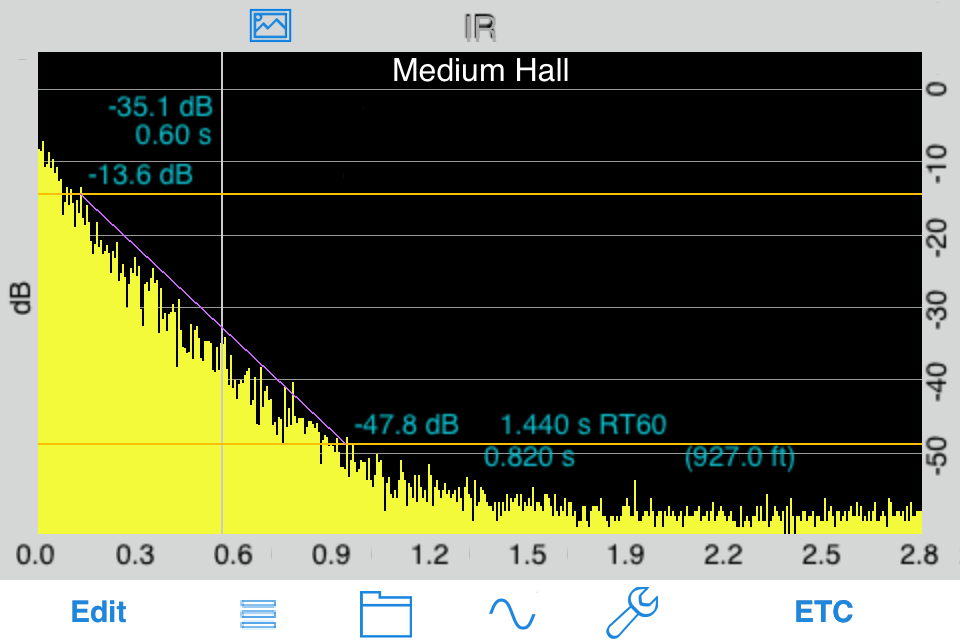 IR
Medium Hall
-35.1 dB
0.60 s
-13.6 dB
0
-10
-20
-30
-40
-50
dB
-47.8 dB 1.440 s RT60
0.820 s (927.0 ft)
0.0 0.3 0.6 0.9 1.2 1.5 1.9 2.2 2.5 2.8
Edit ETC